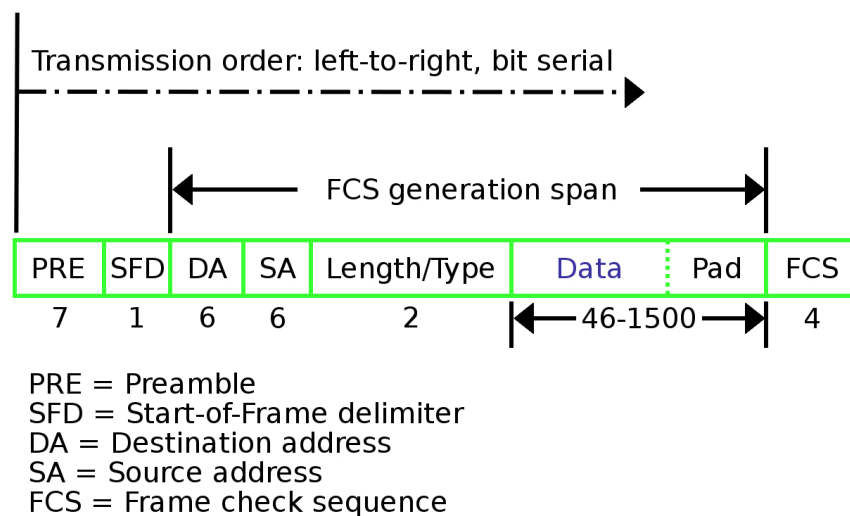 Transmission order: left-to-right, bit serial
FCS generation span
PRE SFD DA SA Length/Type Data Pad FCS
7 1 6 6 2 46-1500 4
PRE = Preamble
SFD = Start-of-Frame delimiter
DA = Destination address
SA = Source address
FCS = Frame check sequence